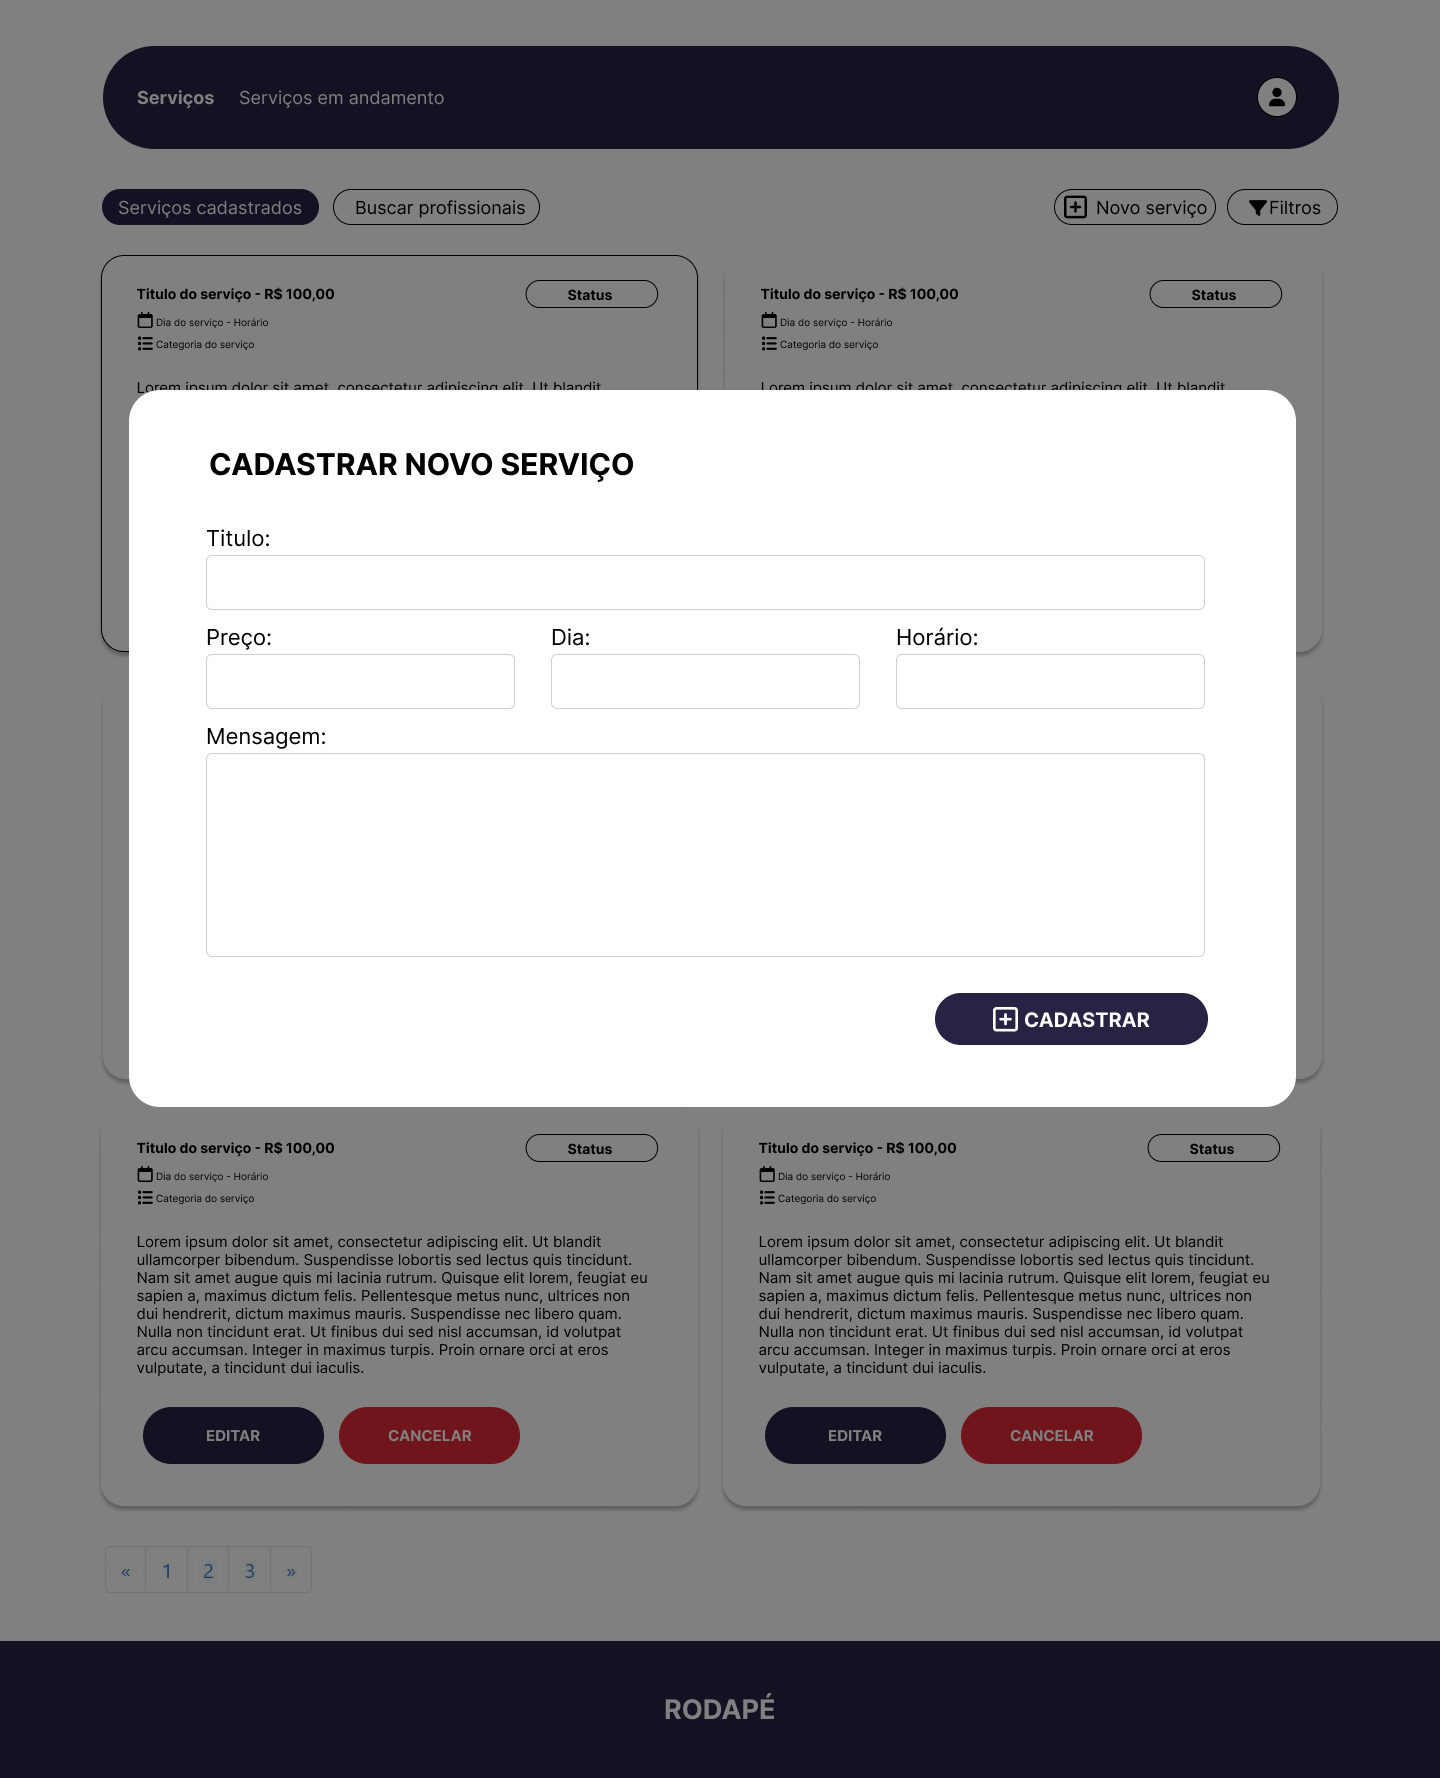 Serviços Serviços em andamento
Serviços cadastrados Buscar profissionais Novo serviço Filtros
Titulo do serviço - R$ 100,00 Status
Dia do serviço - Horário
Categoria do serviço
Lorem ipsum dolor sit amet, consectetur adipiscing elit. Ut blandit
Titulo do serviço - R$ 100,00 Status
Dia do serviço - Horário
Categoria do serviço
Lorem ipsum dolor sit amet, consectetur adipiscing elit. Ut blandit
CADASTRAR NOVO SERVIÇO
Titulo:
Preço: Dia: Horário:
Mensagem:
CADASTRAR
Titulo do serviço - R$ 100,00 Status
Dia do serviço - Horário
Categoria do serviço
Lorem ipsum dolor sit amet, consectetur adipiscing elit. Ut blandit
ullamcorper bibendum. Suspendisse lobortis sed lectus quis tincidunt.
Nam sit amet augue quis mi lacinia rutrum. Quisque elit lorem, feugiat eu
sapien a, maximus dictum felis. Pellentesque metus nunc, ultrices non
dui hendrerit, dictum maximus mauris. Suspendisse nec libero quam.
Nulla non tincidunt erat. Ut finibus dui sed nisl accumsan, id volutpat
arcu accumsan. Integer in maximus turpis. Proin ornare orci at eros
vulputate, a tincidunt dui iaculis.
EDITAR CANCELAR
Titulo do serviço - R$ 100,00 Status
Dia do serviço - Horário
Categoria do serviço
Lorem ipsum dolor sit amet, consectetur adipiscing elit. Ut blandit
ullamcorper bibendum. Suspendisse lobortis sed lectus quis tincidunt.
Nam sit amet augue quis mi lacinia rutrum. Quisque elit lorem, feugiat eu
sapien a, maximus dictum felis. Pellentesque metus nunc, ultrices non
dui hendrerit, dictum maximus mauris. Suspendisse nec libero quam.
Nulla non tincidunt erat. Ut finibus dui sed nisl accumsan, id volutpat
arcu accumsan. Integer in maximus turpis. Proin ornare orci at eros
vulputate, a tincidunt dui iaculis.
EDITAR CANCELAR
« 1 2 3 »
RODAPÉ